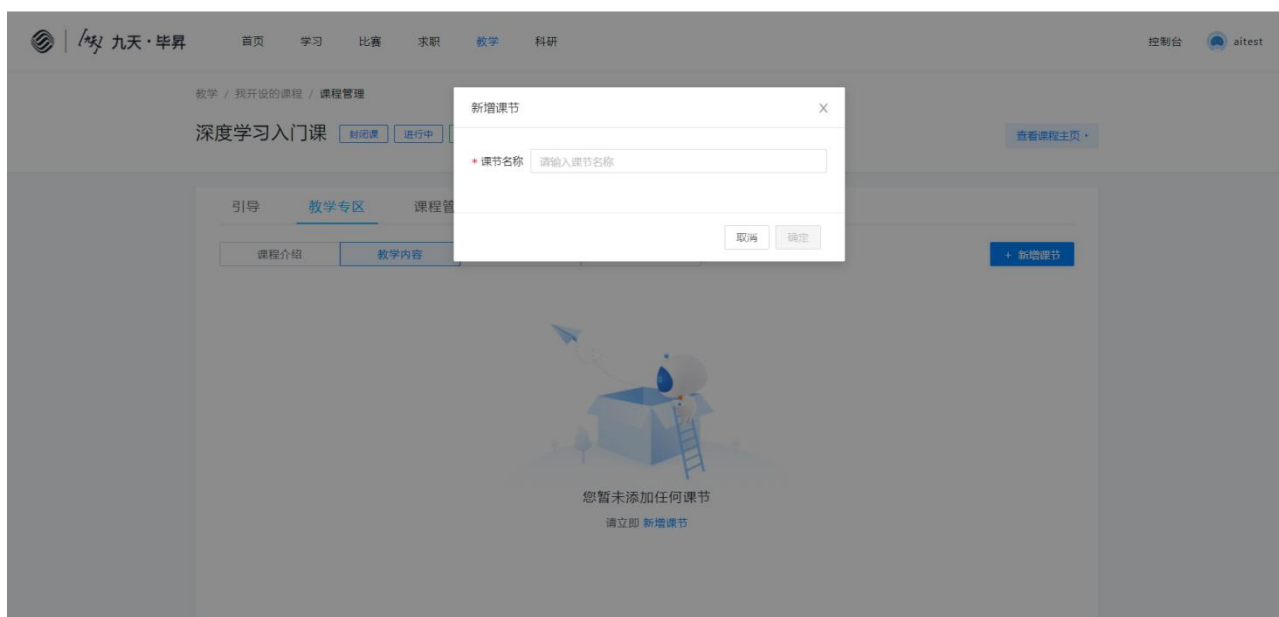 九天·毕昇 首页 学习 比赛 求职 教学 科研 控制台 aitest
教学 / 我开设的课程 / 课程管理
新增课节
深度学习入门课 封闭课 进行中 查看课程主页
* 课节名称 请输入课节名称
引导 教学专区 课程管
取消 确定
课程介绍 教学内容 + 新增课节
您暂未添加任何课节
请立即 新增课节